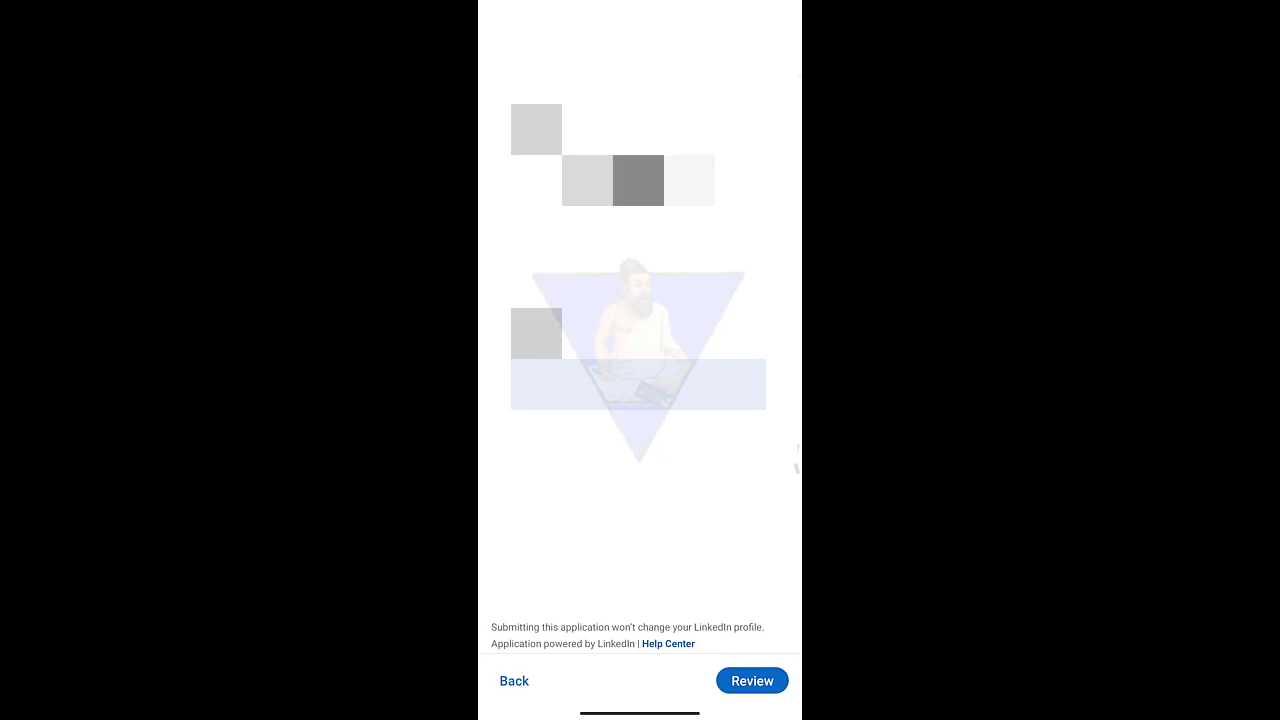 Submitting this application won't change your LinkedIn profile.
Application powered by LinkedIn | Help Center
Back
Review